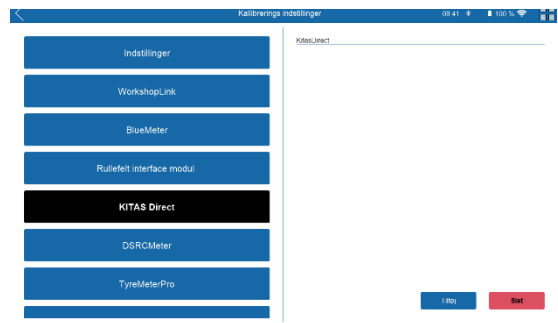 Kalibrerings indstillinger
08:41
100 %
Indstillinger
WorkshopLink
BlueMeter
Rullefelt interface modul
KITAS Direct
DSRCMeter
TyreMeterPro
KitasDirect
Tilføj
Slet